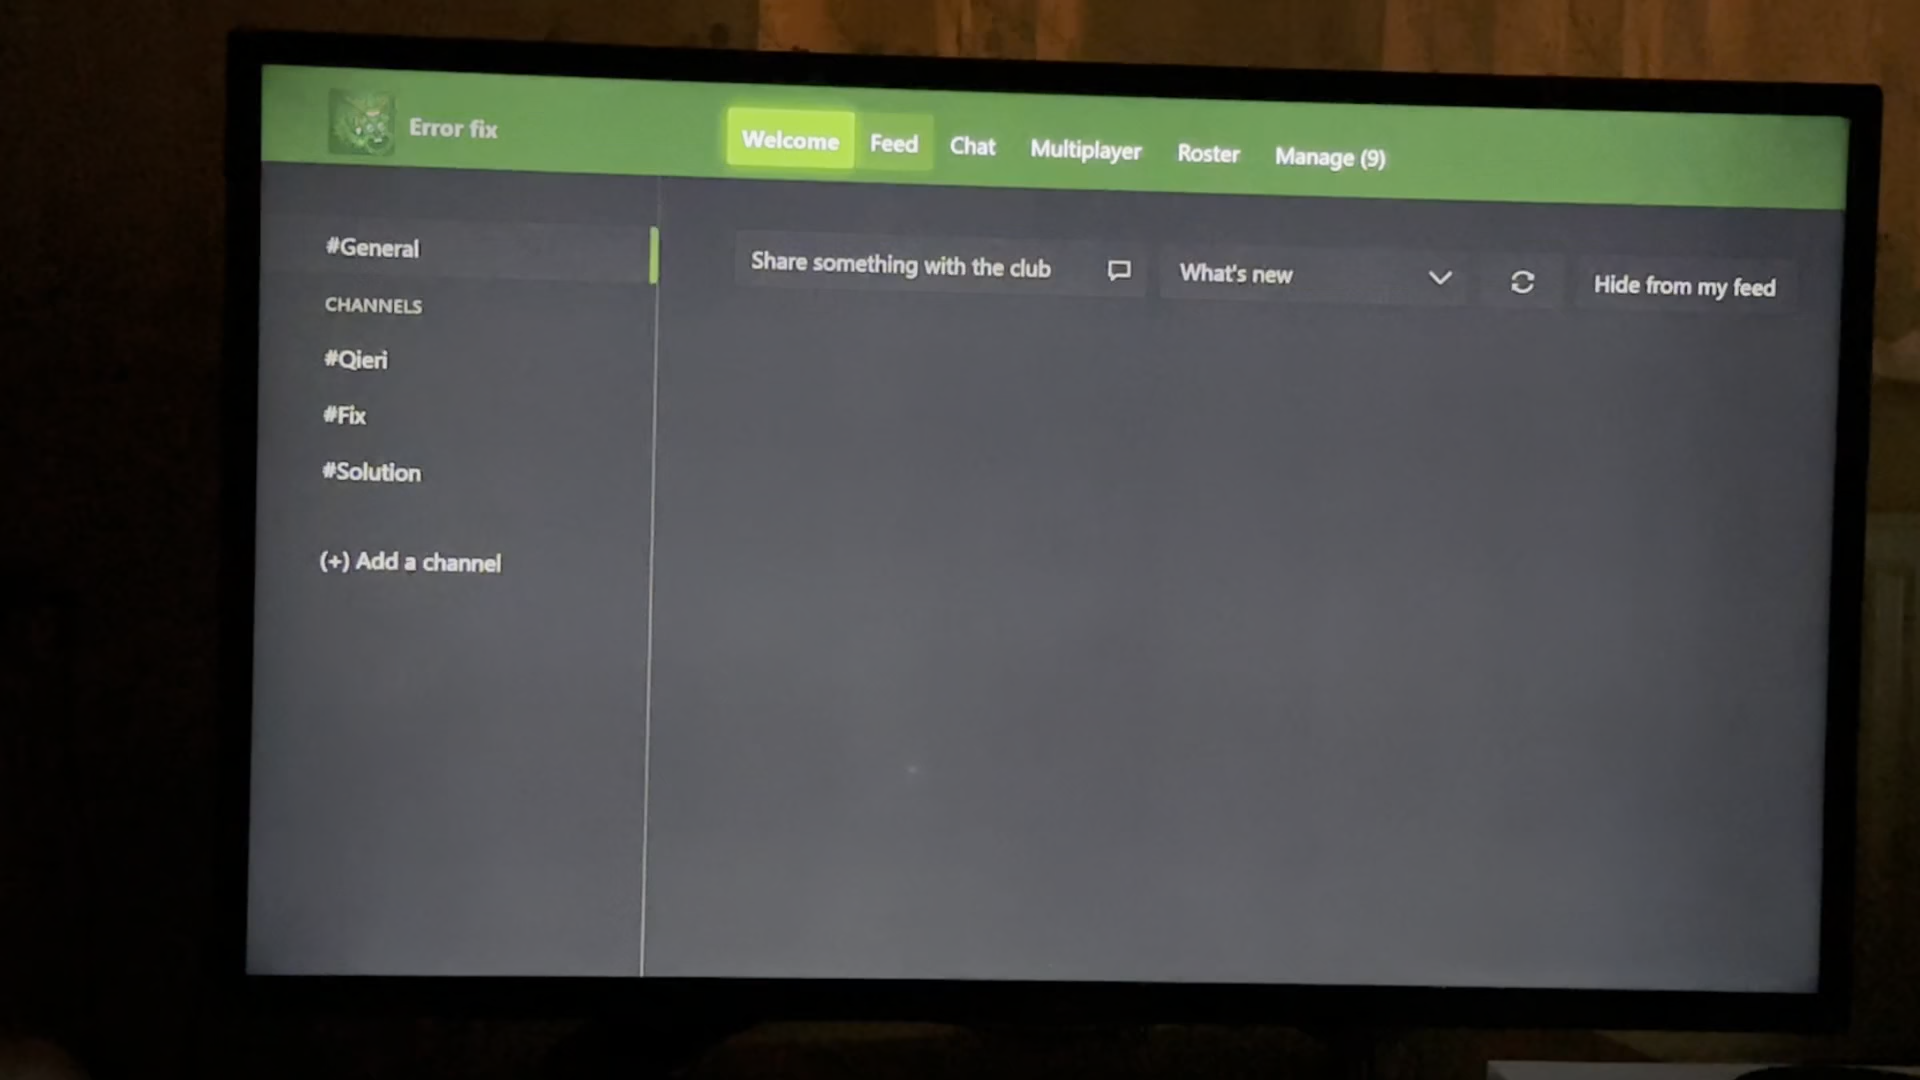 Error fix
Welcome Feed Chat Multiplayer Roster Manage (9)
#General
CHANNELS
#Qieri
#Fix
#Solution
(+) Add a channel
Share something with the club
What's new
Hide from my feed